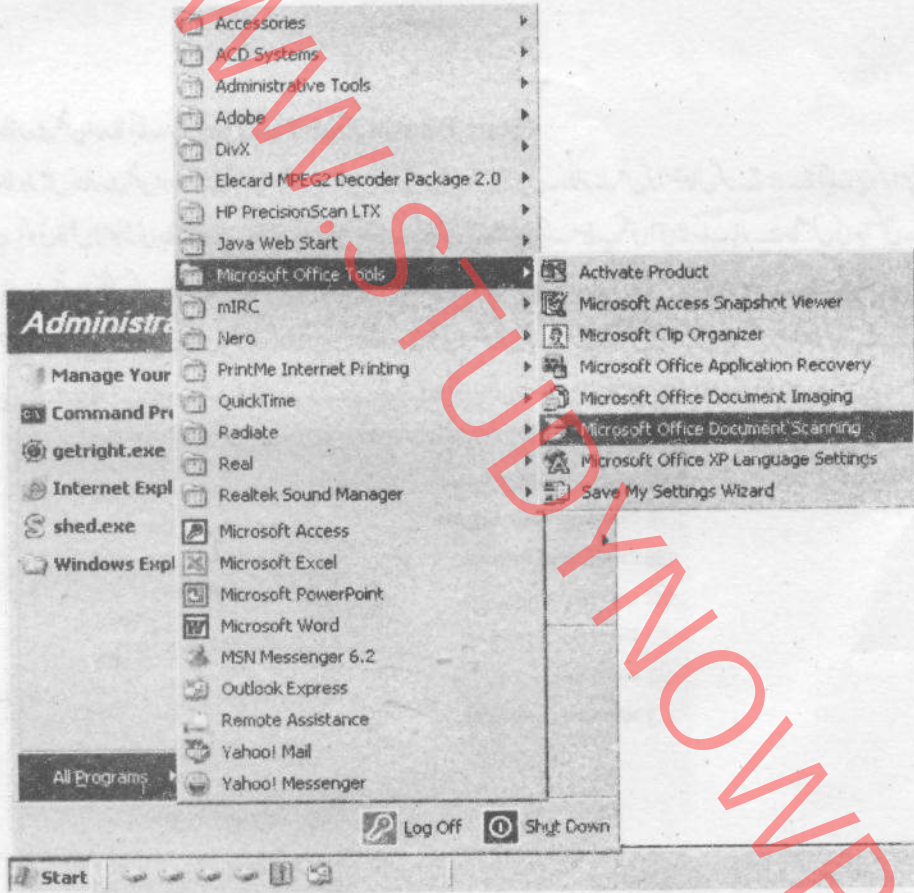 Accessories
ACD Systems
Administrative Tools
Adobe
DivX
Elecard MPEG2 Decoder Package 2.0
HP PrecisionScan LTX
Java Web Start
Microsoft Office Tools
mIRC
Nero
PrintMe Internet Printing
QuickTime
Radiate
Real
Realtek Sound Manager
Microsoft Access
Microsoft Excel
Microsoft PowerPoint
Microsoft Word
MSN Messenger 6.2
Outlook Express
Remote Assistance
Yahoo! Mail
Yahoo! Messenger
Activate Product
Microsoft Access Snapshot Viewer
Microsoft Clip Organizer
Microsoft Office Application Recovery
Microsoft Office Document Imaging
Microsoft Office Document Scanning
Microsoft Office XP Language Settings
Save My Settings Wizard
Administra
Manage Your
Command Pro
getright.exe
Internet Expl
shed.exe
Windows Expl
All Programs
Log Off
Shut Down
Start
WW.STUDYNOWP